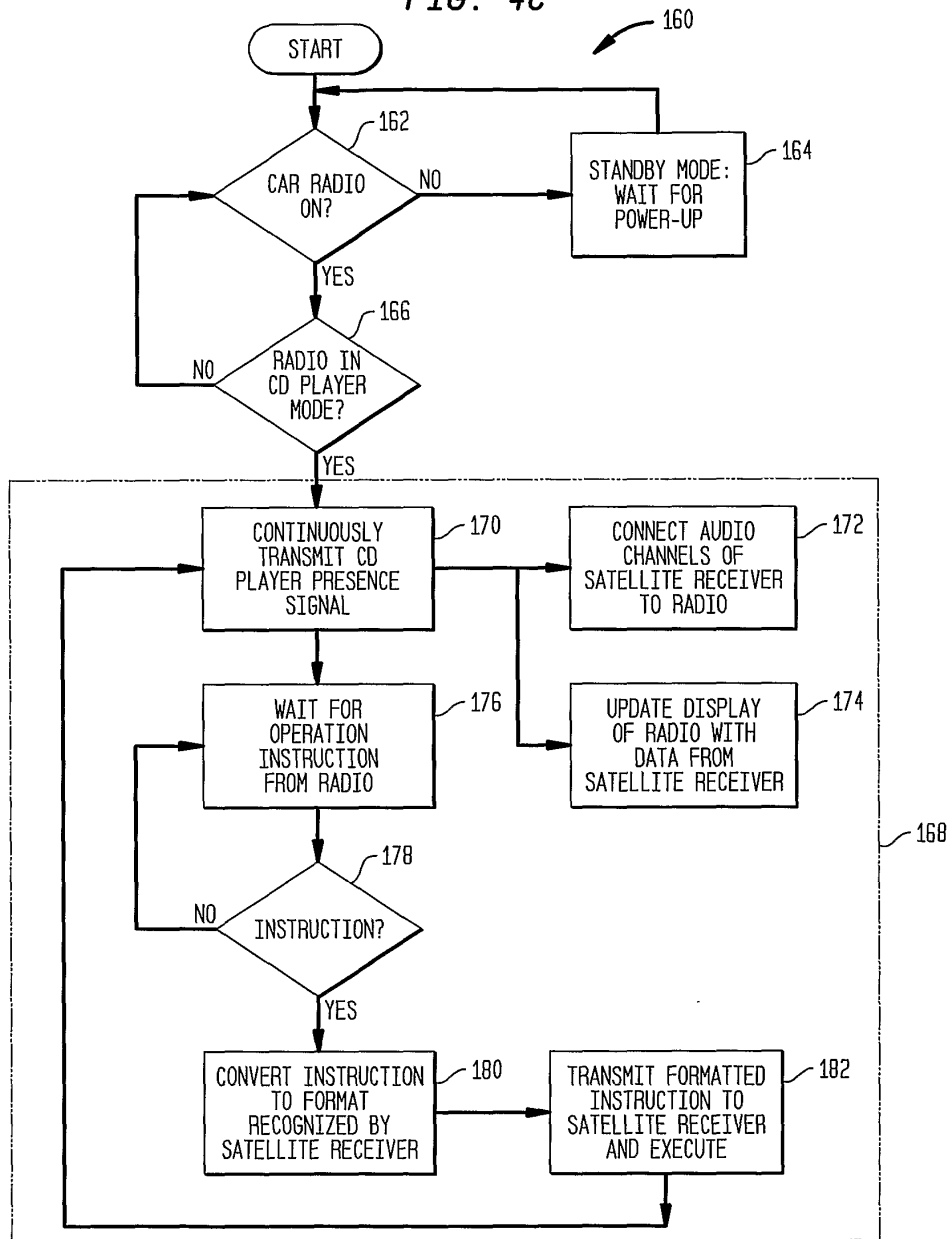 FIG. 4C
160
START
162
CAR RADIO
ON?
NO
STANDBY MODE:
WAIT FOR
POWER-UP
164
YES
166
RADIO IN
CD PLAYER
MODE?
NO
YES
CONTINUOUSLY
TRANSMIT CD
PLAYER PRESENCE
SIGNAL
170
CONNECT AUDIO
CHANNELS OF
SATELLITE RECEIVER
TO RADIO
172
WAIT FOR
OPERATION
INSTRUCTION
FROM RADIO
176
UPDATE DISPLAY
OF RADIO WITH
DATA FROM
SATELLITE RECEIVER
174
168
178
INSTRUCTION?
NO
YES
CONVERT INSTRUCTION
TO FORMAT
RECOGNIZED BY
SATELLITE RECEIVER
180
TRANSMIT FORMATTED
INSTRUCTION TO
SATELLITE RECEIVER
AND EXECUTE
182